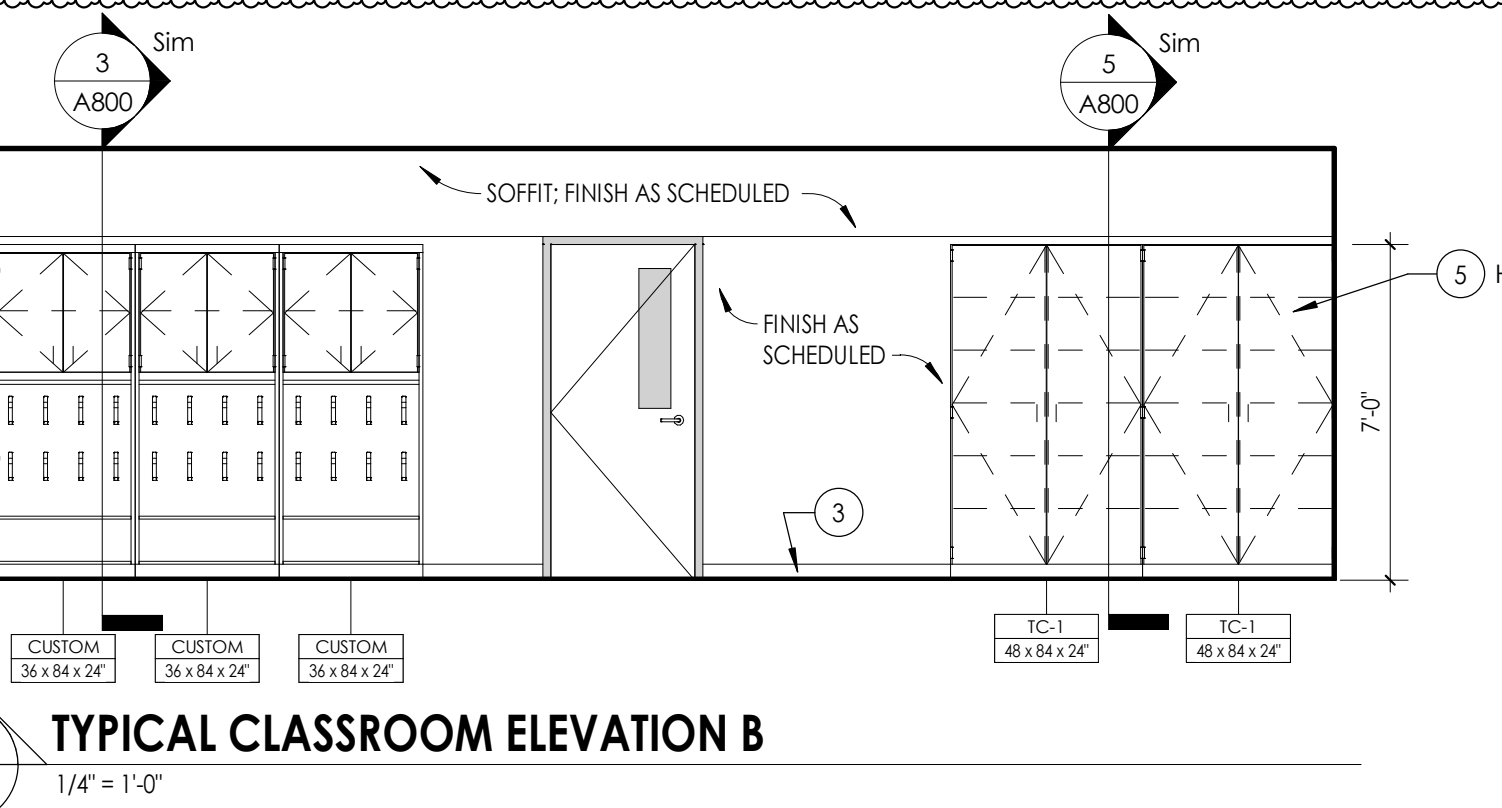 Sim
3
A800
Sim
5
A800
SOFFIT; FINISH AS SCHEDULED
5
FINISH AS
SCHEDULED
7'-0"
3
CUSTOM
36 x 84 x 24"
CUSTOM
36 x 84 x 24"
CUSTOM
36 x 84 x 24"
TC-1
48 x 84 x 24"
TC-1
48 x 84 x 24"
TYPICAL CLASSROOM ELEVATION B
1/4" = 1'-0"